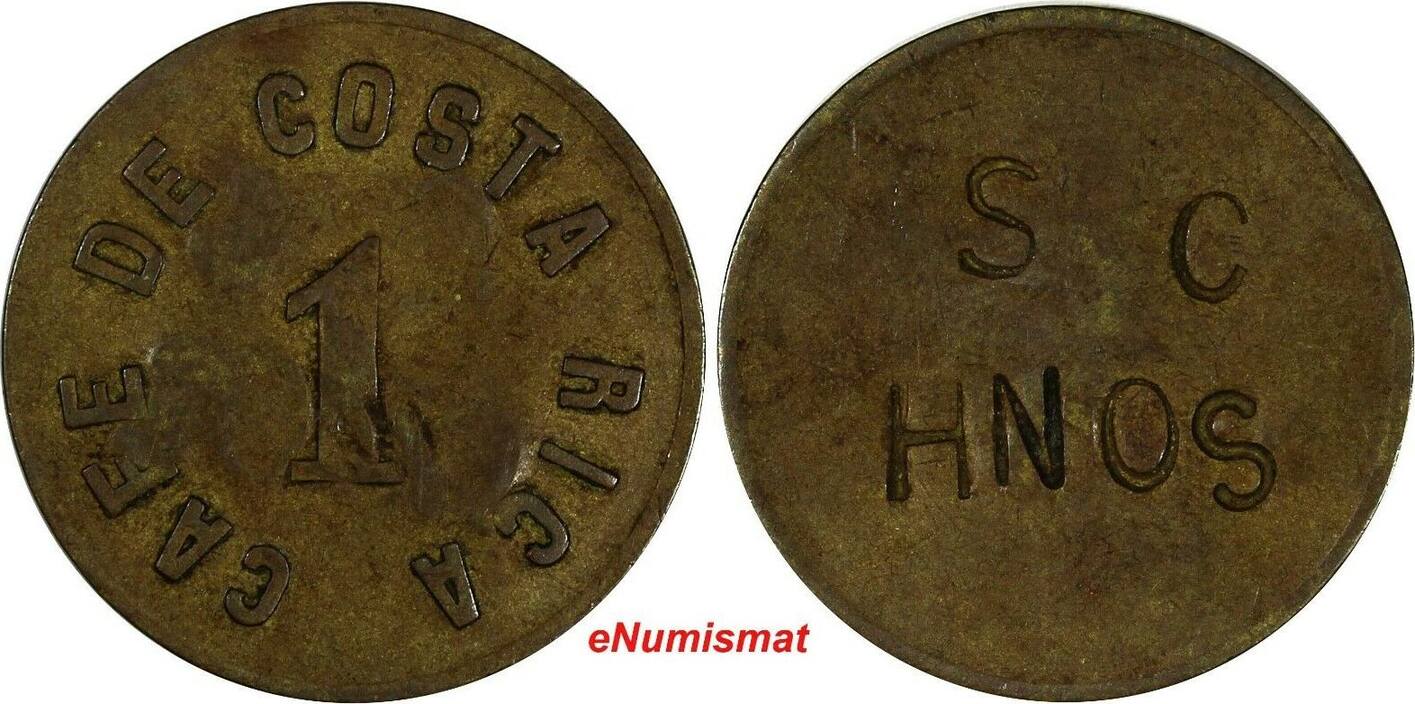 CAFE DE COSTA RICA
1
S C
HNOS
eNumismat